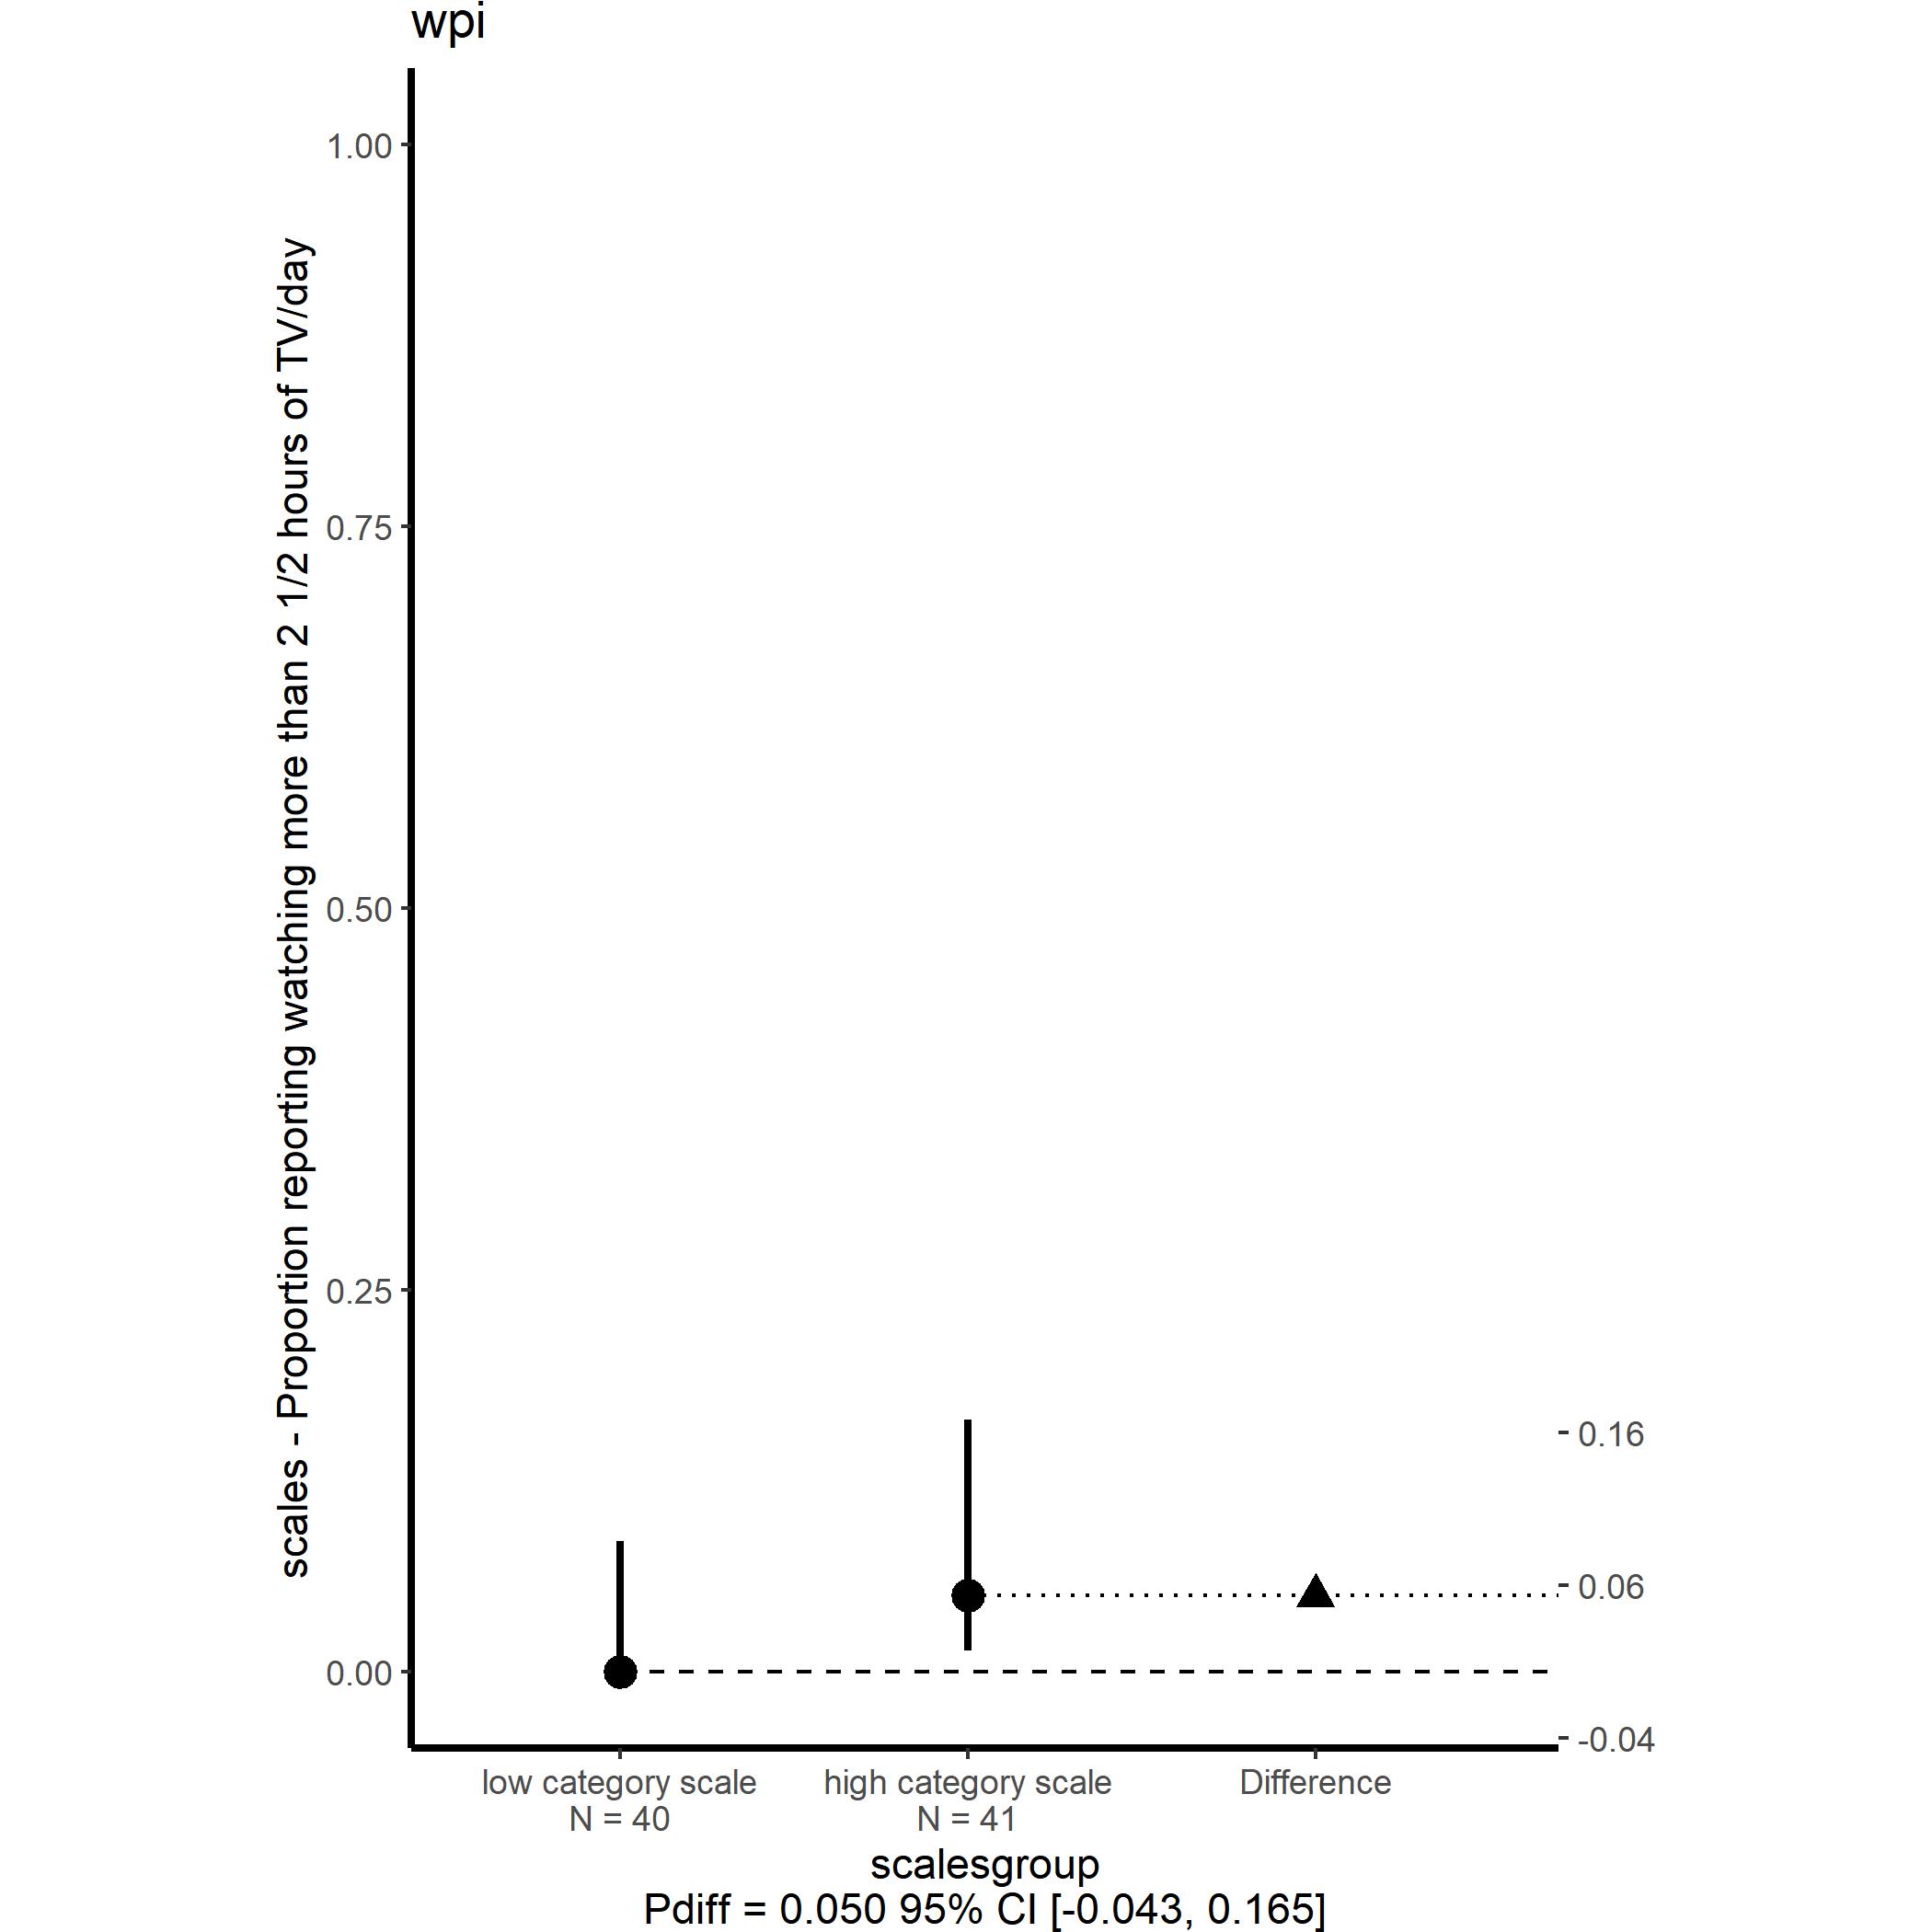 wpi
scales - Proportion reporting watching more than 2 1/2 hours of TV/day
1.00
0.75
0.50
0.25
0.00
0.16
0.06
-0.04
low category scale
N = 40
high category scale
N = 41
Difference
scalesgroup
Pdiff = 0.050 95% CI [-0.043, 0.165]